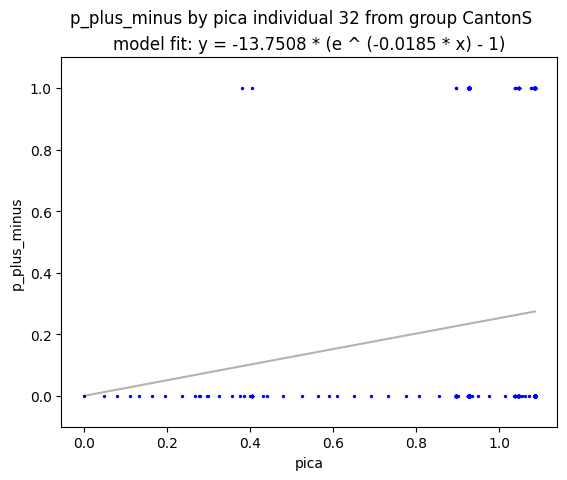 p_plus_minus by pica individual 32 from group CantonS
model fit: y = -13.7508 * (e ^ (-0.0185 * x) - 1)
1.0
0.8
0.6
0.4
0.2
0.0
p_plus_minus
0.0 0.2 0.4 0.6 0.8 1.0
pica